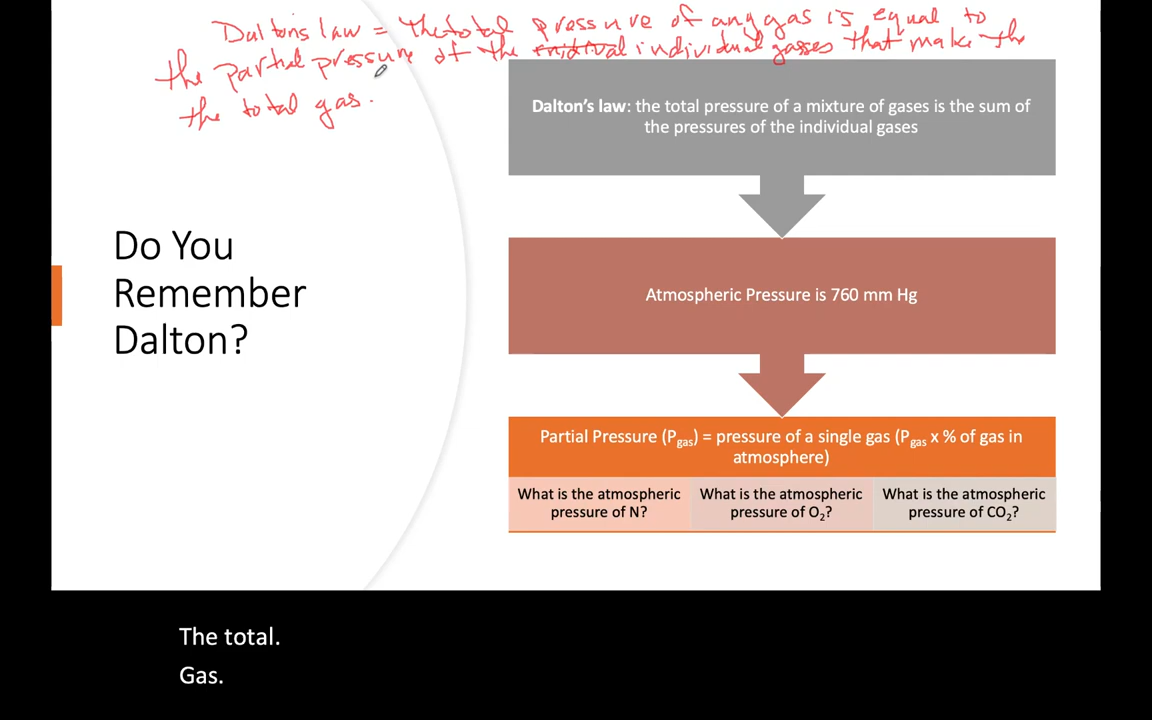 Daltons law = the total pressure of any gas is equal to
the partial pressure of the individual gasses that make the
the total gas.
Dalton's law: the total pressure of a mixture of gases is the sum of
the pressures of the individual gases
Do You
Remember
Dalton?
Atmospheric Pressure is 760 mm Hg
Partial Pressure (Pgas) = pressure of a single gas (Pgas x % of gas in
atmosphere)
What is the atmospheric
pressure of N?
What is the atmospheric
pressure of O2?
What is the atmospheric
pressure of CO2?
The total.
Gas.